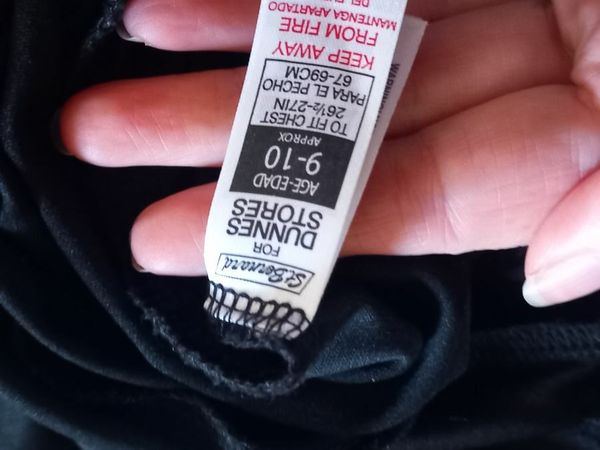 St.Bernard
FOR
DUNNES
STORES
AGE-EDAD
9-10
APPROX
TO FIT CHEST
26½-27IN
PARA EL PECHO
67-69CM
KEEP AWAY
FROM FIRE
MANTENGA APARTADO
DEL